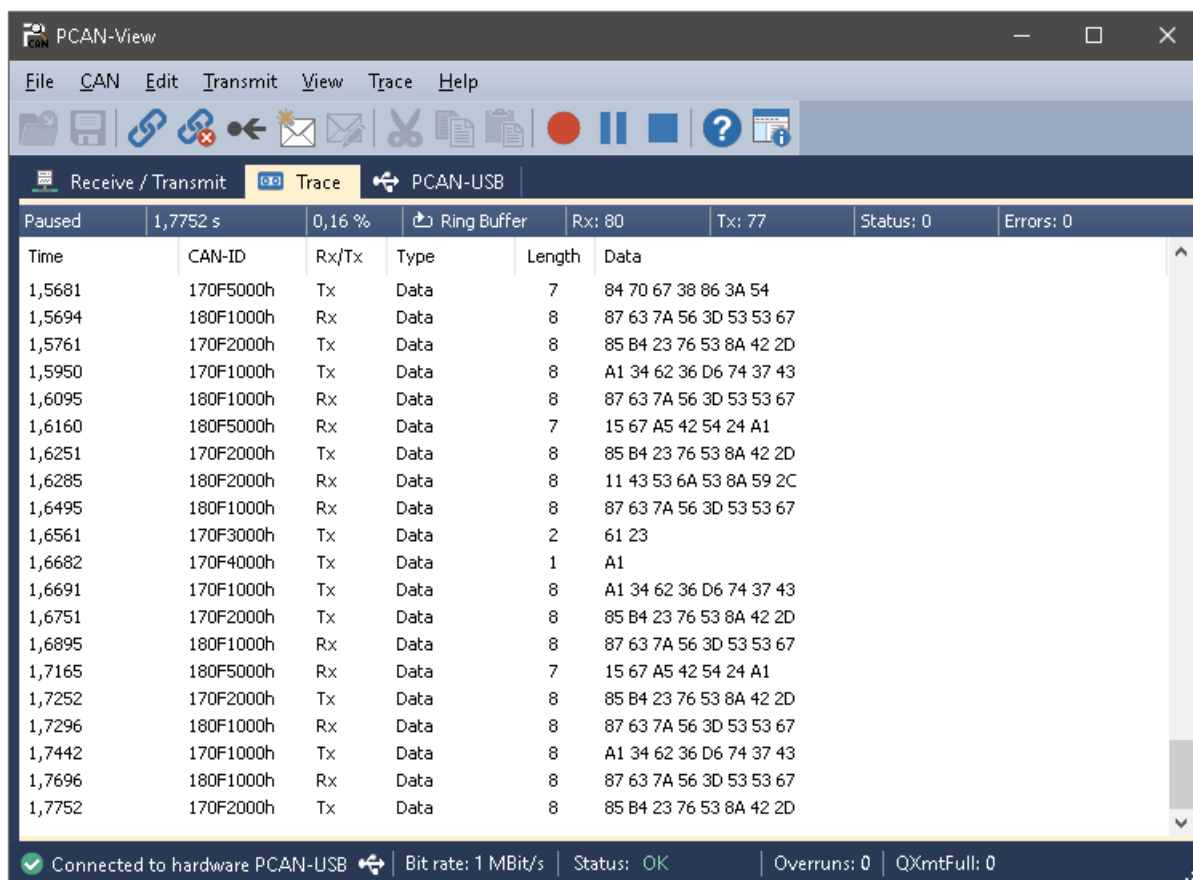 PCAN-View
File CAN Edit Transmit View Trace Help
Receive / Transmit Trace PCAN-USB
Paused 1,7752 s 0,16 % Ring Buffer Rx: 80 Tx: 77 Status: 0 Errors: 0
Time CAN-ID Rx/Tx Type Length Data
1,5681 170F5000h Tx Data 7 84 70 67 38 86 3A 54
1,5694 180F1000h Rx Data 8 87 63 7A 56 3D 53 53 67
1,5761 170F2000h Tx Data 8 85 B4 23 76 53 8A 42 2D
1,5950 170F1000h Tx Data 8 A1 34 62 36 D6 74 37 43
1,6095 180F1000h Rx Data 8 87 63 7A 56 3D 53 53 67
1,6160 180F5000h Rx Data 7 15 67 A5 42 54 24 A1
1,6251 170F2000h Tx Data 8 85 B4 23 76 53 8A 42 2D
1,6285 180F2000h Rx Data 8 11 43 53 6A 53 8A 59 2C
1,6495 180F1000h Rx Data 8 87 63 7A 56 3D 53 53 67
1,6561 170F3000h Tx Data 2 61 23
1,6682 170F4000h Tx Data 1 A1
1,6691 170F1000h Tx Data 8 A1 34 62 36 D6 74 37 43
1,6751 170F2000h Tx Data 8 85 B4 23 76 53 8A 42 2D
1,6895 180F1000h Rx Data 8 87 63 7A 56 3D 53 53 67
1,7165 180F5000h Rx Data 7 15 67 A5 42 54 24 A1
1,7252 170F2000h Tx Data 8 85 B4 23 76 53 8A 42 2D
1,7296 180F1000h Rx Data 8 87 63 7A 56 3D 53 53 67
1,7442 170F1000h Tx Data 8 A1 34 62 36 D6 74 37 43
1,7696 180F1000h Rx Data 8 87 63 7A 56 3D 53 53 67
1,7752 170F2000h Tx Data 8 85 B4 23 76 53 8A 42 2D
Connected to hardware PCAN-USB Bit rate: 1 MBit/s Status: OK Overruns: 0 QXmtFull: 0